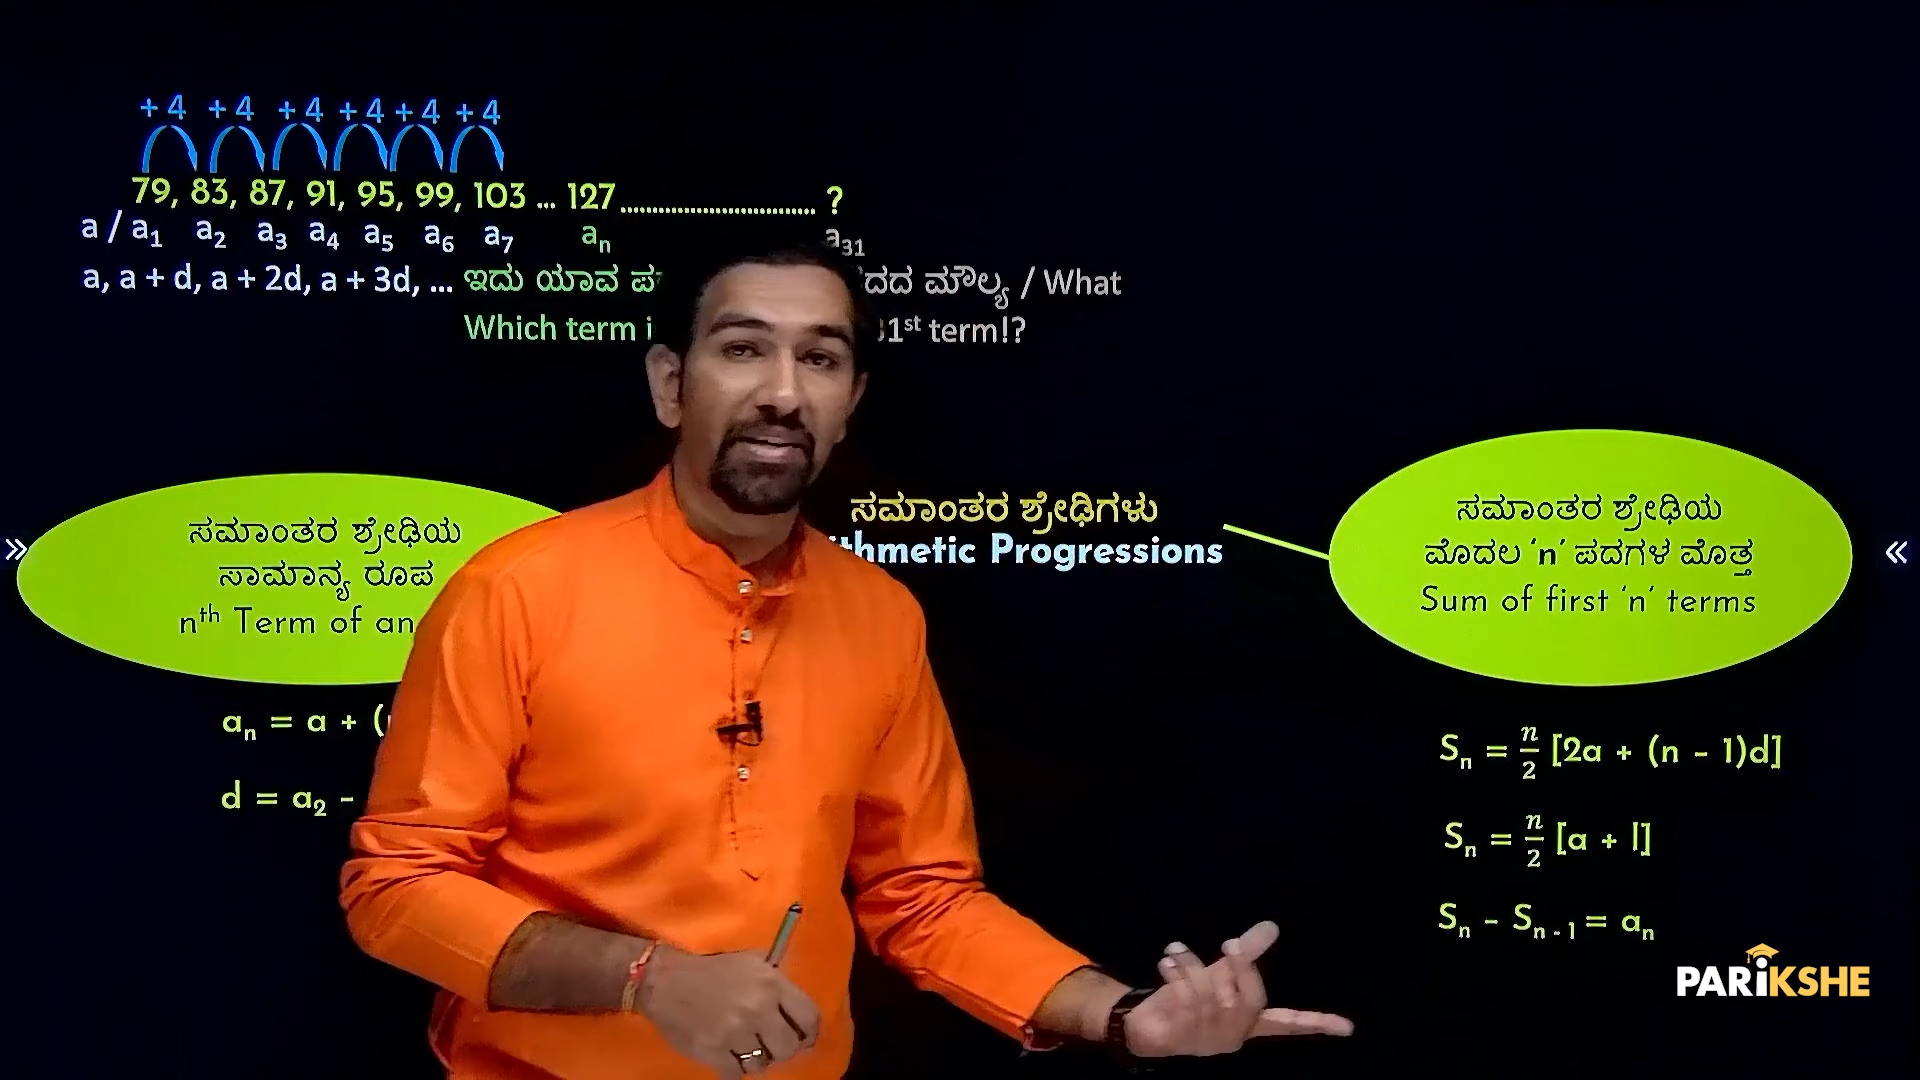 + 4 + 4 + 4 + 4 + 4 + 4
79, 83, 87, 91, 95, 99, 103 ... 127 ................................ ?
a / a₁ a₂ a₃ a₄ a₅ a₆ a₇ aₙ a₃₁
a, a + d, a + 2d, a + 3d, ... ಇದು ಯಾವ ಮೌಲ್ಯ / What
Which term term!?
ಸಮಾಂತರ ಶ್ರೇಢಿಯ
ಸಾಮಾನ್ಯ ರೂಪ
nᵗʰ Term of an
aₙ = a + (
d = a₂ -
ಸಮಾಂತರ ಶ್ರೇಢಿಗಳು
Progressions
ಸಮಾಂತರ ಶ್ರೇಢಿಯ
ಮೊದಲ ‘n’ ಪದಗಳ ಮೊತ್ತ
Sum of first ‘n’ terms
Sₙ = n/2 [2a + (n - 1)d]
Sₙ = n/2 [a + l]
Sₙ - Sₙ₋₁ = aₙ
PARIKSHE